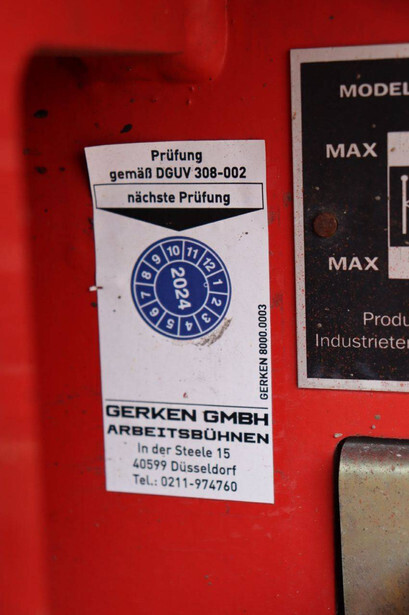 Prüfung
gemäß DGUV 308-002
nächste Prüfung
1 2 3 4 5 6 7 8 9 10 11 12
2024
GERKEN 8000.0003
GERKEN GMBH
ARBEITSBÜHNEN
In der Steele 15
40599 Düsseldorf
Tel.: 0211-974760
MODEL
MAX
MAX
Produ
Industriete